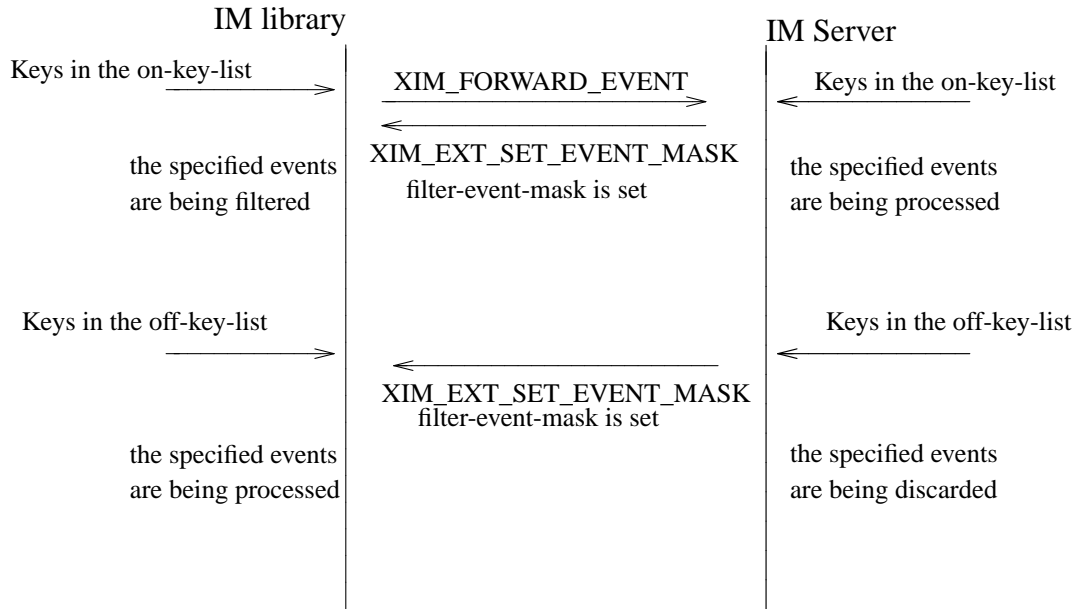 IM library
IM Server
Keys in the on-key-list
XIM_FORWARD_EVENT
Keys in the on-key-list
XIM_EXT_SET_EVENT_MASK
filter-event-mask is set
the specified events
are being filtered
the specified events
are being processed
Keys in the off-key-list
Keys in the off-key-list
XIM_EXT_SET_EVENT_MASK
filter-event-mask is set
the specified events
are being processed
the specified events
are being discarded